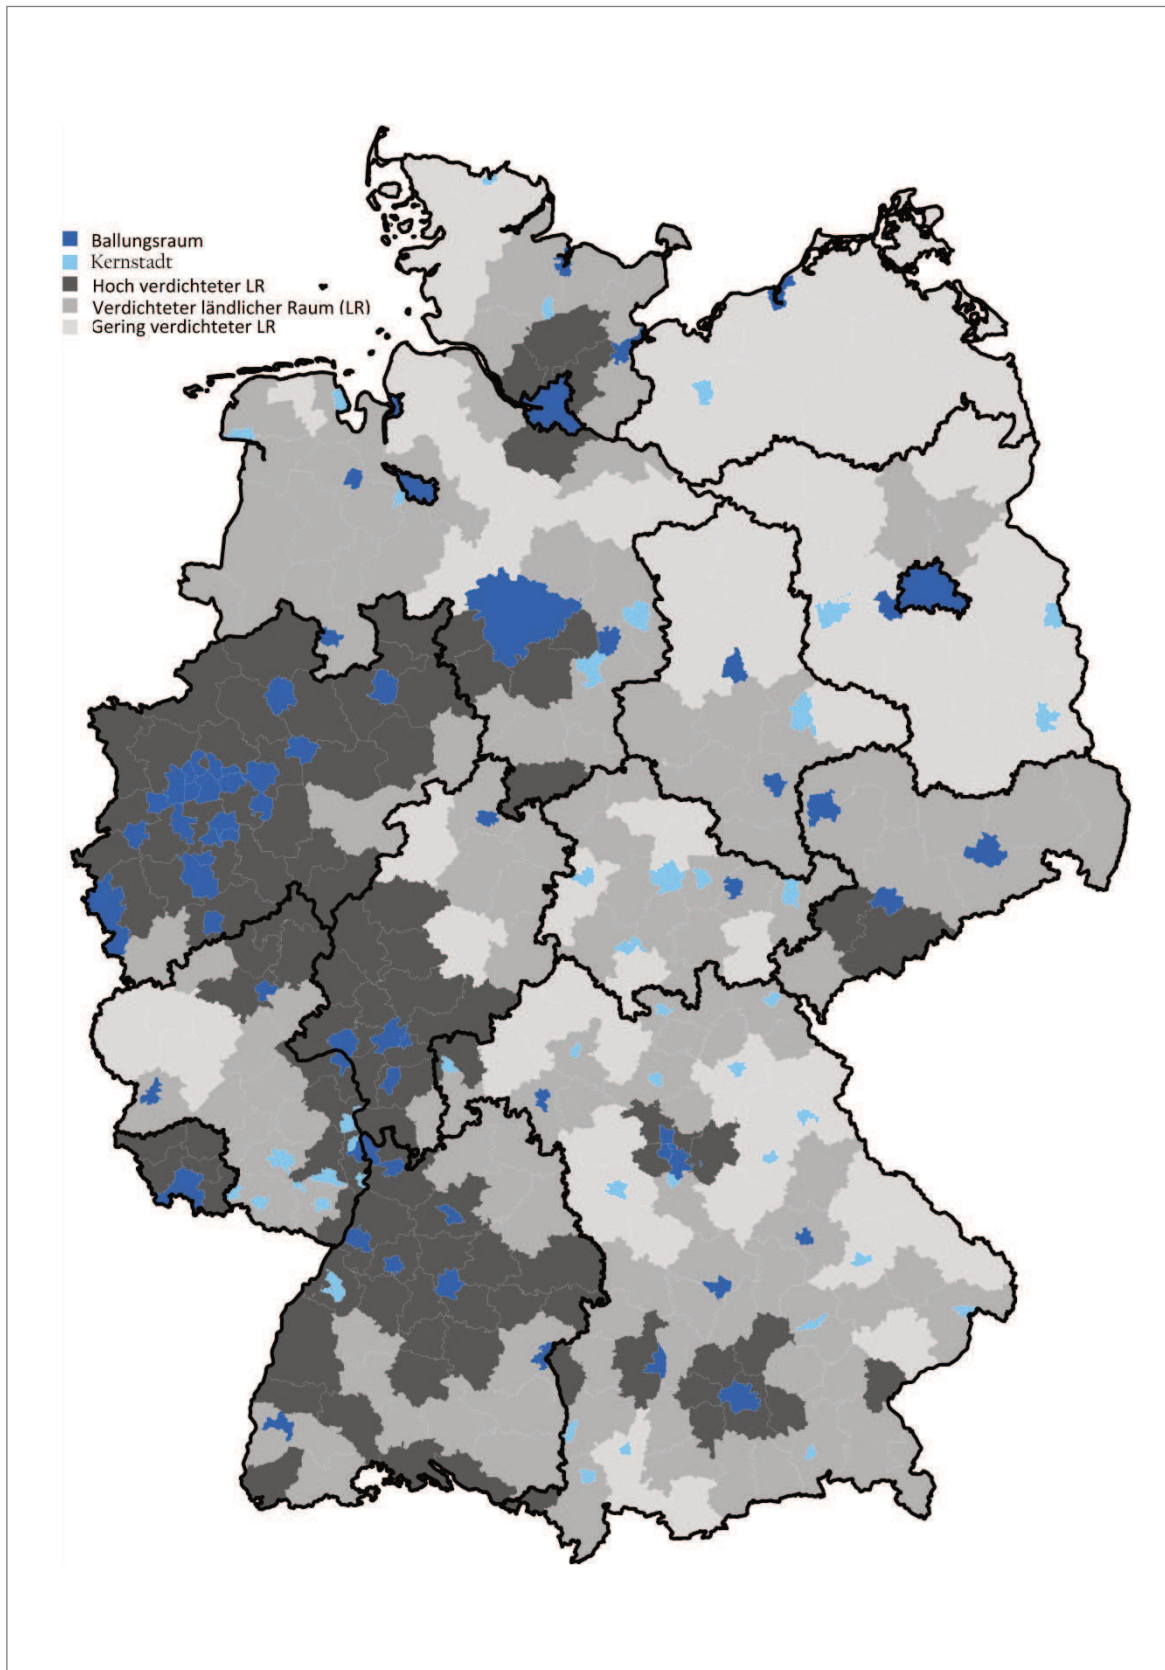 Ballungsraum
Kernstadt
Hoch verdichteter LR
Verdichteter ländlicher Raum (LR)
Gering verdichteter LR